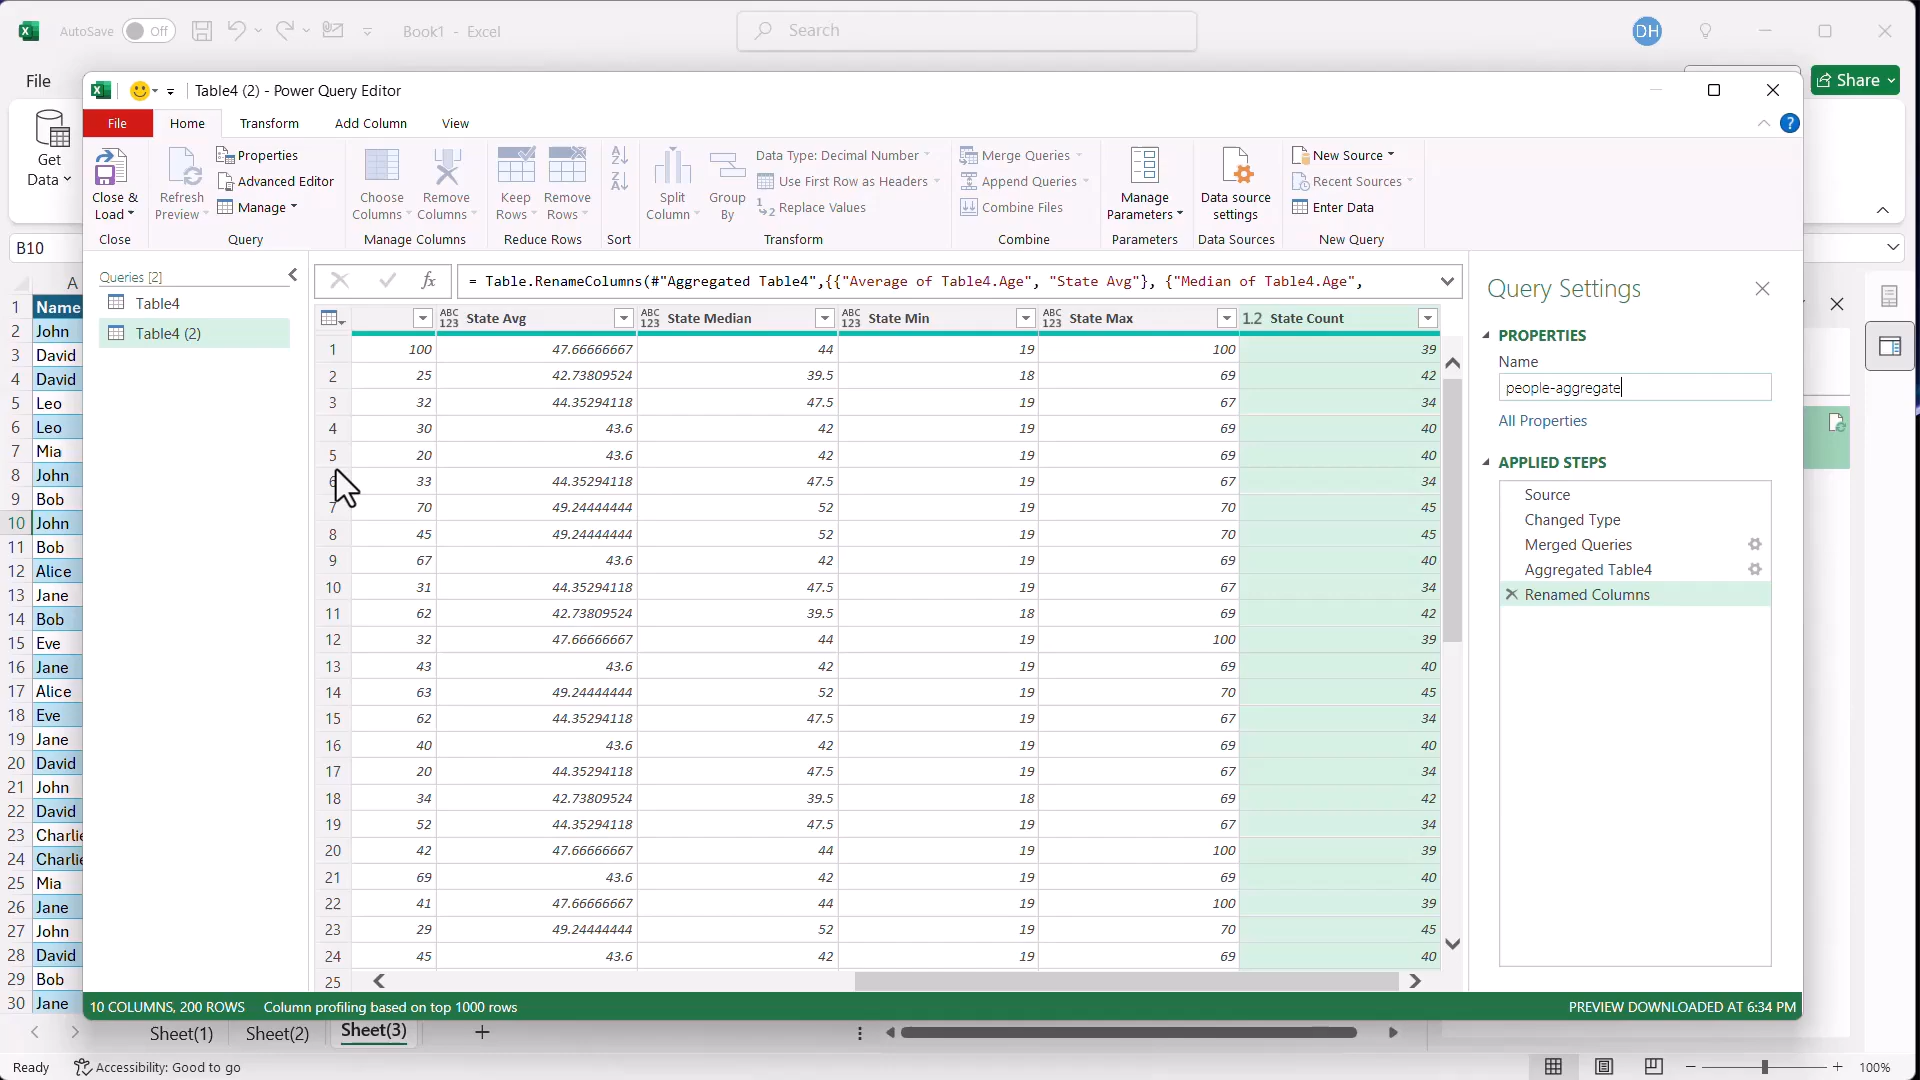 AutoSave Off Book1 - Excel Search DH
File Share
Table4 (2) - Power Query Editor
File Home Transform Add Column View
Get Data
Close & Load
Refresh Preview
Properties
Advanced Editor
Manage
Choose Columns
Remove Columns
Keep Rows
Remove Rows
Split Column
Group By
Data Type: Decimal Number
Use First Row as Headers
Replace Values
Merge Queries
Append Queries
Combine Files
Manage Parameters
Data source settings
New Source
Recent Sources
Enter Data
Close Query Manage Columns Reduce Rows Sort Transform Combine Parameters Data Sources New Query
B10
Queries [2]
Table4
Table4 (2)
fx = Table.RenameColumns(#"Aggregated Table4",{{"Average of Table4.Age", "State Avg"}, {"Median of Table4.Age",
ABC 123 State Avg ABC 123 State Median ABC 123 State Min ABC 123 State Max 1.2 State Count
1 100 47.66666667 44 19 100 39
2 25 42.73809524 39.5 18 69 42
3 32 44.35294118 47.5 19 67 34
4 30 43.6 42 19 69 40
5 20 43.6 42 19 69 40
6 33 44.35294118 47.5 19 67 34
7 70 49.24444444 52 19 70 45
8 45 49.24444444 52 19 70 45
9 67 43.6 42 19 69 40
10 31 44.35294118 47.5 19 67 34
11 62 42.73809524 39.5 18 69 42
12 32 47.66666667 44 19 100 39
13 43 43.6 42 19 69 40
14 63 49.24444444 52 19 70 45
15 62 44.35294118 47.5 19 67 34
16 40 43.6 42 19 69 40
17 20 44.35294118 47.5 19 67 34
18 34 42.73809524 39.5 18 69 42
19 52 44.35294118 47.5 19 67 34
20 42 47.66666667 44 19 100 39
21 69 43.6 42 19 69 40
22 41 47.66666667 44 19 100 39
23 29 49.24444444 52 19 70 45
24 45 43.6 42 19 69 40
25
Query Settings
PROPERTIES
Name
people-aggregate
All Properties
APPLIED STEPS
Source
Changed Type
Merged Queries
Aggregated Table4
Renamed Columns
A
1 Name
2 John
3 David
4 David
5 Leo
6 Leo
7 Mia
8 John
9 Bob
10 John
11 Bob
12 Alice
13 Jane
14 Bob
15 Eve
16 Jane
17 Alice
18 Eve
19 Jane
20 David
21 John
22 David
23 Charlie
24 Charlie
25 Mia
26 Jane
27 John
28 David
29 Bob
30 Jane
10 COLUMNS, 200 ROWS Column profiling based on top 1000 rows PREVIEW DOWNLOADED AT 6:34 PM
Sheet(1) Sheet(2) Sheet(3)
Ready Accessibility: Good to go 100%